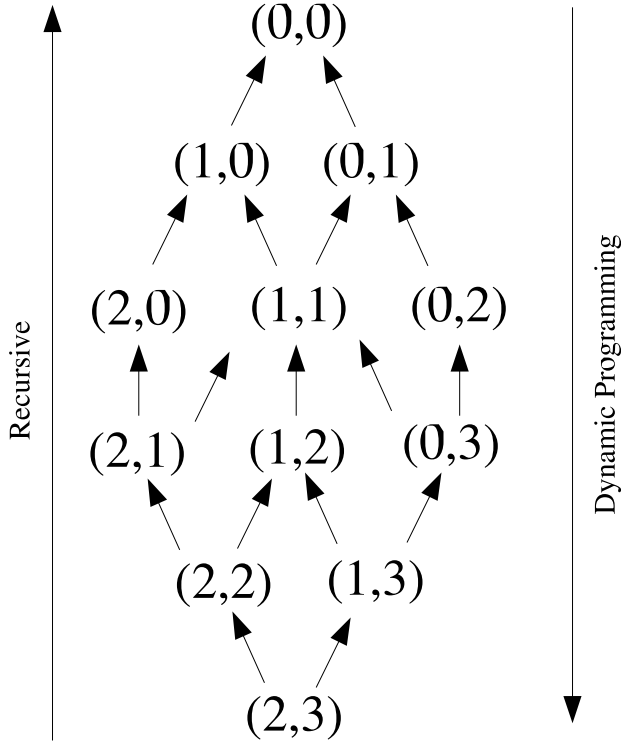 (0,0)
(1,0) (0,1)
(2,0) (1,1) (0,2)
(2,1) (1,2) (0,3)
(2,2) (1,3)
(2,3)
Recursive
Dynamic Programming